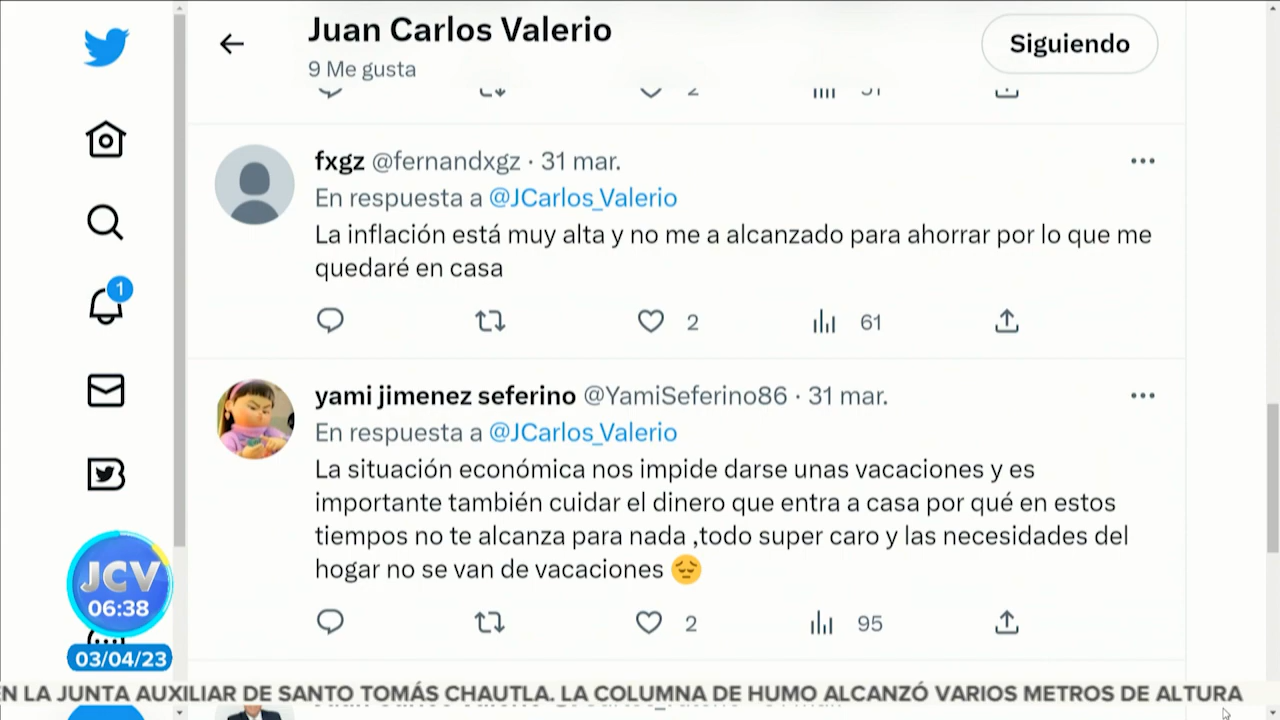 Juan Carlos Valerio
9 Me gusta
Siguiendo
fxgz @fernandxgz · 31 mar.
En respuesta a @JCarlos_Valerio
La inflación está muy alta y no me a alcanzado para ahorrar por lo que me
quedaré en casa
2
61
yami jimenez seferino @YamiSeferino86 · 31 mar.
En respuesta a @JCarlos_Valerio
La situación económica nos impide darse unas vacaciones y es
importante también cuidar el dinero que entra a casa por qué en estos
tiempos no te alcanza para nada ,todo super caro y las necesidades del
hogar no se van de vacaciones 😔
2
95
1
JCV
06:38
03/04/23
EN LA JUNTA AUXILIAR DE SANTO TOMÁS CHAUTLA. LA COLUMNA DE HUMO ALCANZÓ VARIOS METROS DE ALTURA